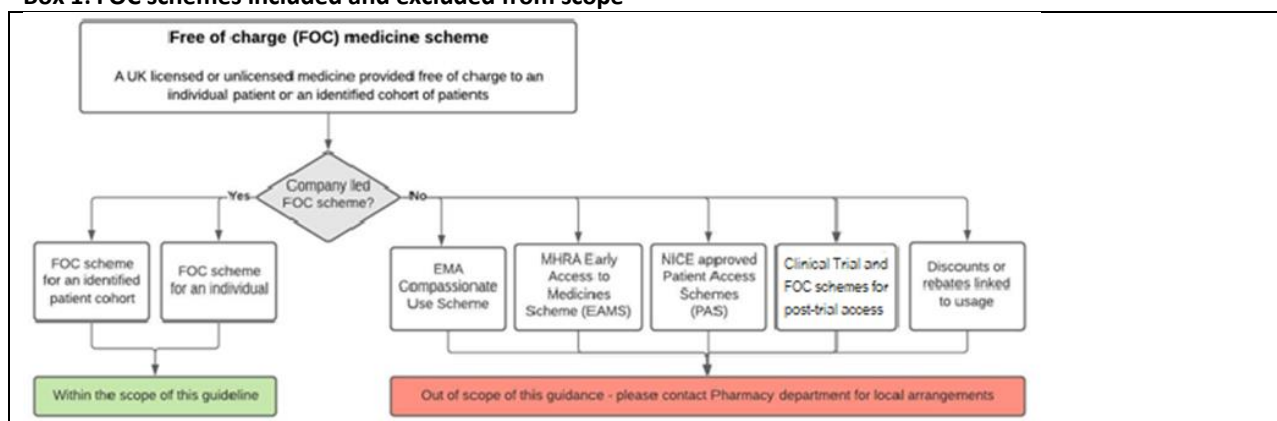 Box 1: FOC schemes included and excluded from scope
Free of charge (FOC) medicine scheme
A UK licensed or unlicensed medicine provided free of charge to an
individual patient or an identified cohort of patients
Company led
FOC scheme?
Yes
No
FOC scheme
for an identified
patient cohort
FOC scheme
for an individual
EMA
Compassionate
Use Scheme
MHRA Early
Access to
Medicines
Scheme (EAMS)
NICE approved
Patient Access
Schemes
(PAS)
Clinical Trial and
FOC schemes for
post-trial access
Discounts or
rebates linked
to usage
Within the scope of this guideline
Out of scope of this guidance - please contact Pharmacy department for local arrangements